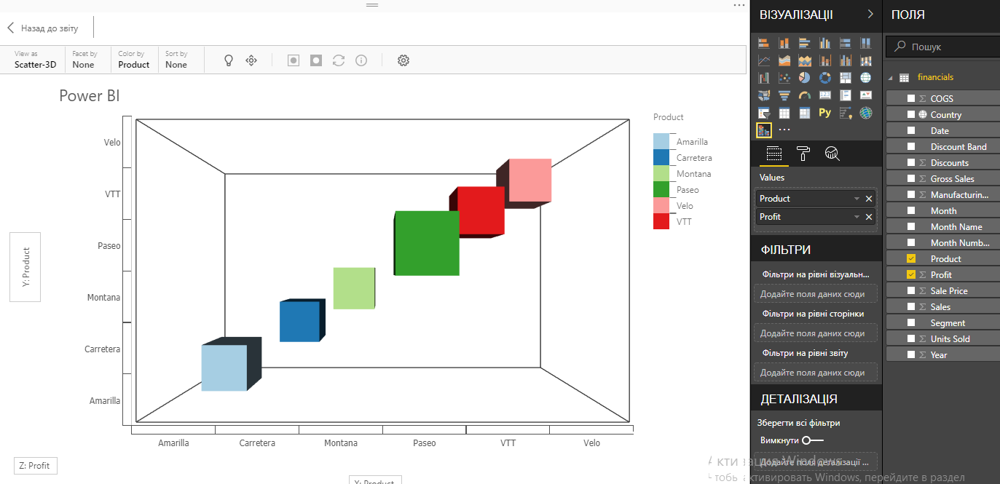 Назад до звіту
View as
Scatter-3D
Facet by
None
Color by
Product
Sort by
None
Power BI
Velo
VTT
Paseo
Montana
Carretera
Amarilla
Y: Product
Amarilla
Carretera
Montana
Paseo
VTT
Velo
Z: Profit
X: Product
Product
Amarilla
Carretera
Montana
Paseo
Velo
VTT
ВІЗУАЛІЗАЦІЇ
Py
Values
Product
Profit
ФІЛЬТРИ
Фільтри на рівні візуальн...
Додайте поля даних сюди
Фільтри на рівні сторінки
Додайте поля даних сюди
Фільтри на рівні звіту
Додайте поля даних сюди
ДЕТАЛІЗАЦІЯ
Зберегти всі фільтри
Вимкнути
Додайте поля деталізації ...
ПОЛЯ
Пошук
financials
COGS
Country
Date
Discount Band
Discounts
Gross Sales
Manufacturin...
Month
Month Name
Month Numb...
Product
Profit
Sale Price
Sales
Segment
Units Sold
Year
Активация Windows
Чтобы активировать Windows, перейдите в раздел